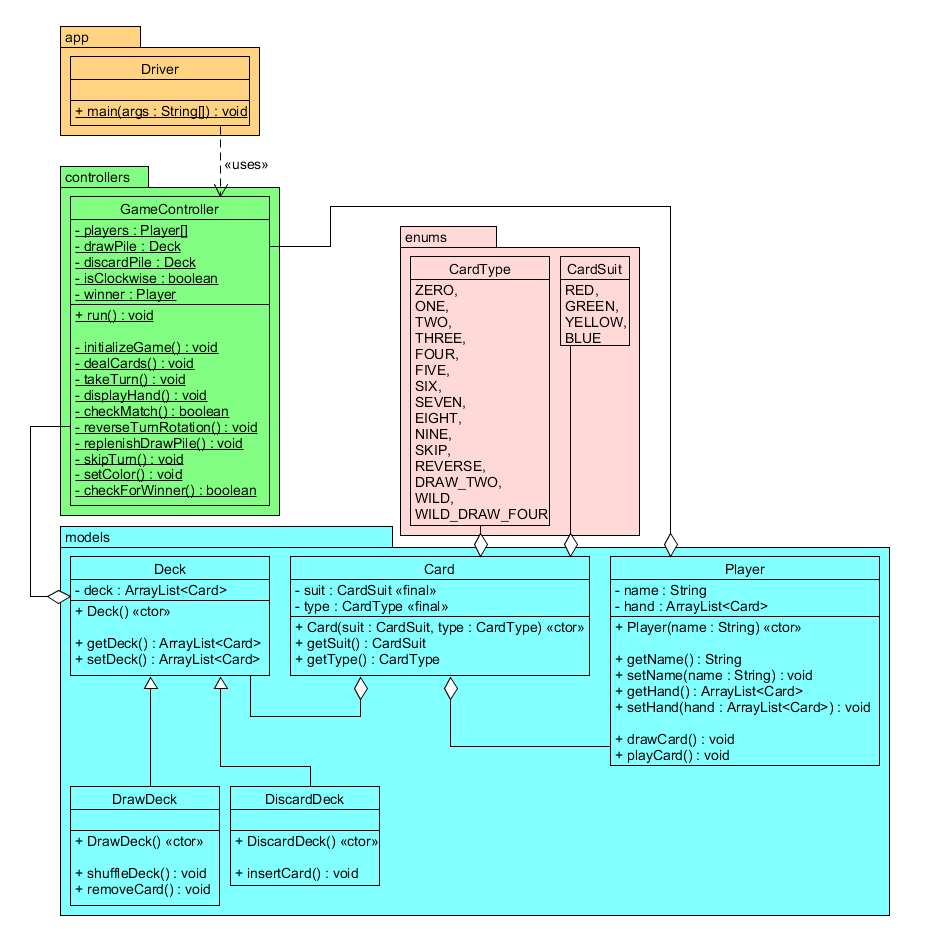 app
Driver
+ main(args : String[]) : void
«uses»
controllers
GameController
- players : Player[]
- drawPile : Deck
- discardPile : Deck
- isClockwise : boolean
- winner : Player
+ run() : void
- initializeGame() : void
- dealCards() : void
- takeTurn() : void
- displayHand() : void
- checkMatch() : boolean
- reverseTurnRotation() : void
- replenishDrawPile() : void
- skipTurn() : void
- setColor() : void
- checkForWinner() : boolean
enums
CardType
ZERO,
ONE,
TWO,
THREE,
FOUR,
FIVE,
SIX,
SEVEN,
EIGHT,
NINE,
SKIP,
REVERSE,
DRAW_TWO,
WILD,
WILD_DRAW_FOUR
CardSuit
RED,
GREEN,
YELLOW,
BLUE
models
Deck
- deck : ArrayList<Card>
+ Deck() «ctor»
+ getDeck() : ArrayList<Card>
+ setDeck() : ArrayList<Card>
Card
- suit : CardSuit «final»
- type : CardType «final»
+ Card(suit : CardSuit, type : CardType) «ctor»
+ getSuit() : CardSuit
+ getType() : CardType
Player
- name : String
- hand : ArrayList<Card>
+ Player(name : String) «ctor»
+ getName() : String
+ setName(name : String) : void
+ getHand() : ArrayList<Card>
+ setHand(hand : ArrayList<Card>) : void
+ drawCard() : void
+ playCard() : void
DrawDeck
+ DrawDeck() «ctor»
+ shuffleDeck() : void
+ removeCard() : void
DiscardDeck
+ DiscardDeck() «ctor»
+ insertCard() : void